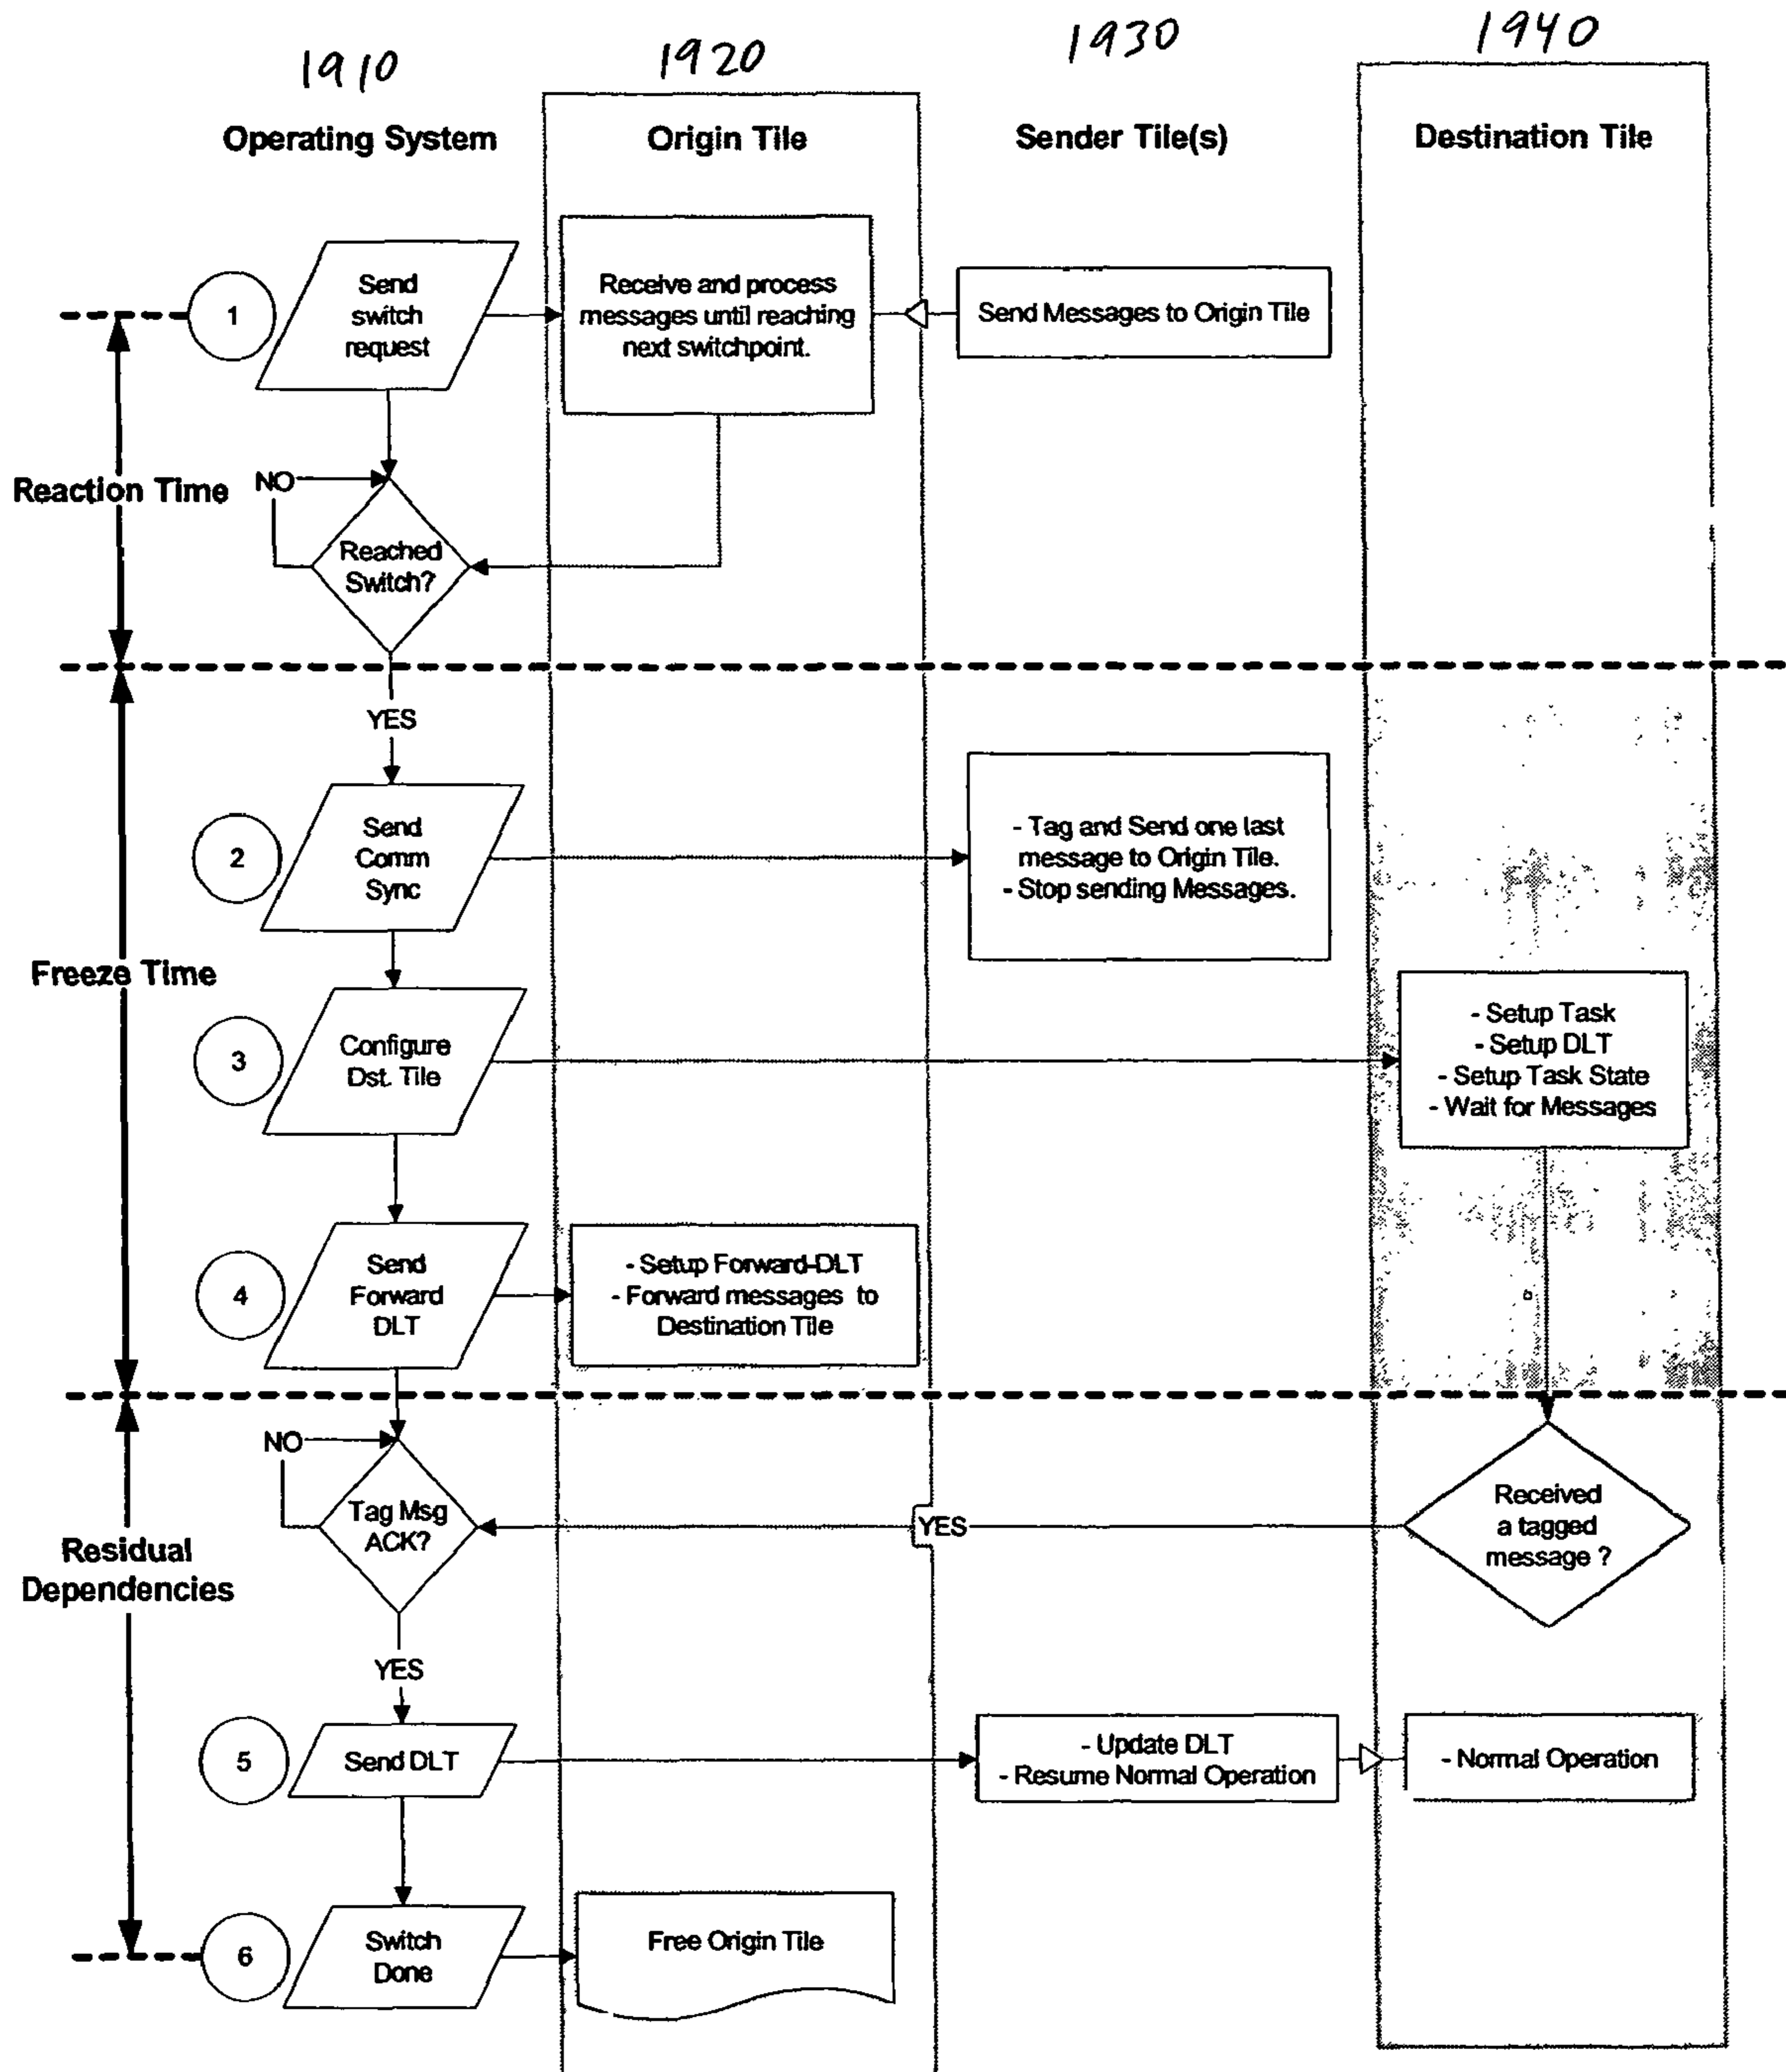 1910
1920
1930
1940
Operating System
Origin Tile
Sender Tile(s)
Destination Tile
1
Send
switch
request
Receive and process
messages until reaching
next switchpoint.
Send Messages to Origin Tile
Reaction Time
NO
Reached
Switch?
YES
2
Send
Comm
Sync
- Tag and Send one last
message to Origin Tile.
- Stop sending Messages.
Freeze Time
3
Configure
Dst. Tile
- Setup Task
- Setup DLT
- Setup Task State
- Wait for Messages
4
Send
Forward
DLT
- Setup Forward-DLT
- Forward messages to
Destination Tile
NO
Tag Msg
ACK?
YES
Received
a tagged
message ?
Residual
Dependencies
YES
5
Send DLT
- Update DLT
- Resume Normal Operation
- Normal Operation
6
Switch
Done
Free Origin Tile